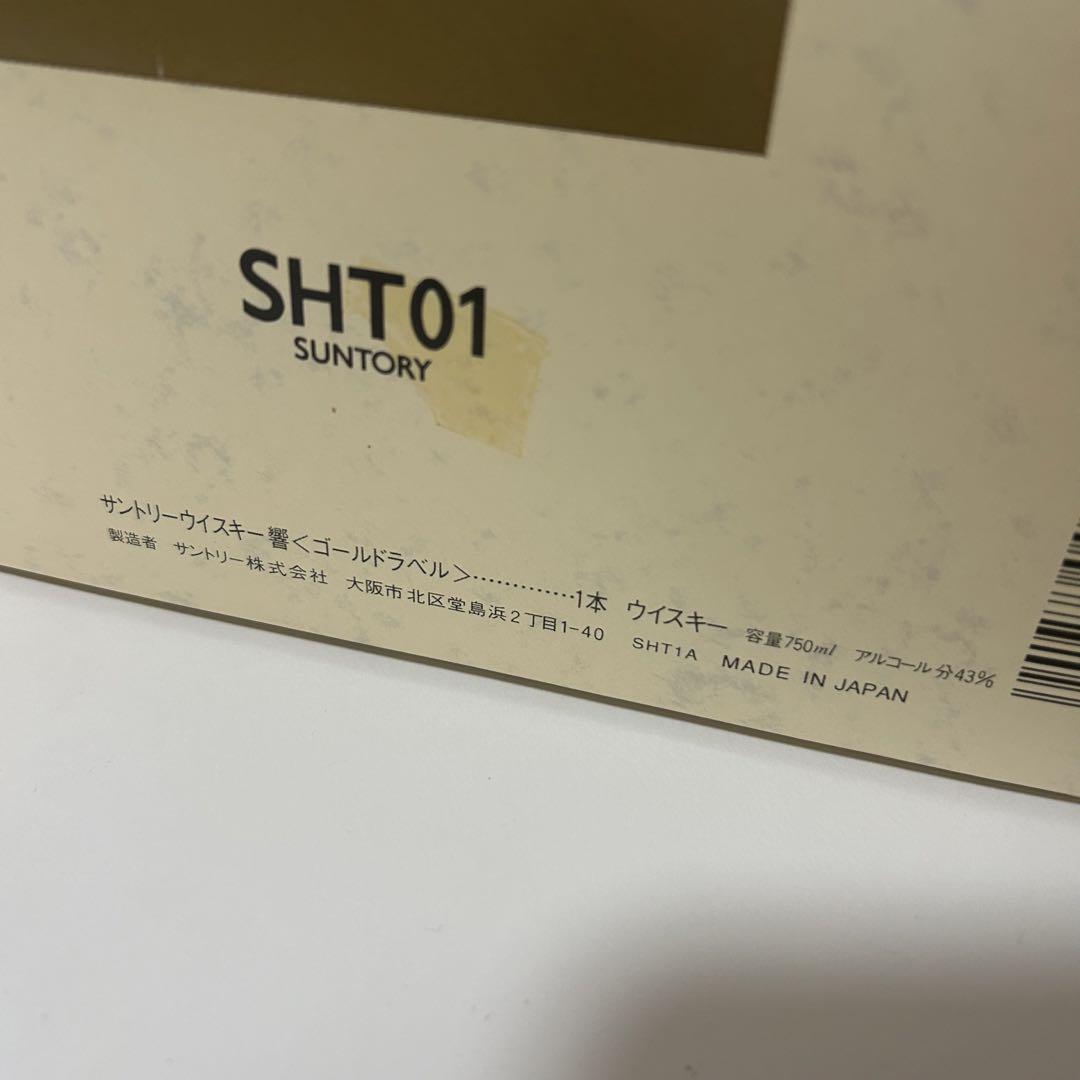 SHT01
SUNTORY
サントリーウイスキー響<ゴールドラベル>…………1本 ウイスキー 容量750ml アルコール分43%
製造者 サントリー株式会社 大阪市北区堂島浜2丁目1-40 SHT1A MADE IN JAPAN